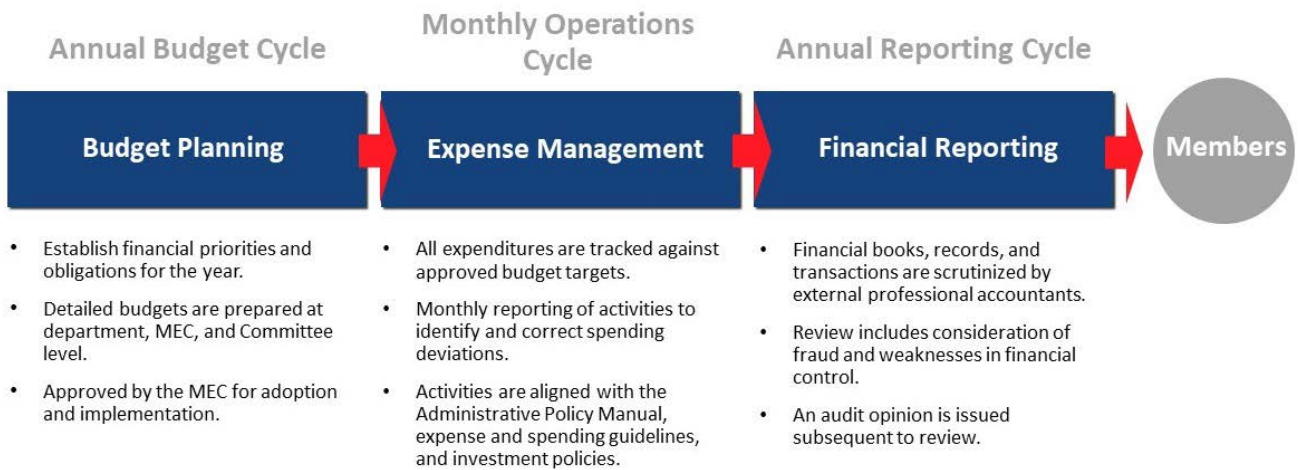 Annual Budget Cycle
Monthly Operations
Cycle
Annual Reporting Cycle
Budget Planning
Expense Management
Financial Reporting
Members
• Establish financial priorities and
obligations for the year.
• Detailed budgets are prepared at
department, MEC, and Committee
level.
• Approved by the MEC for adoption
and implementation.
• All expenditures are tracked against
approved budget targets.
• Monthly reporting of activities to
identify and correct spending
deviations.
• Activities are aligned with the
Administrative Policy Manual,
expense and spending guidelines,
and investment policies.
• Financial books, records, and
transactions are scrutinized by
external professional accountants.
• Review includes consideration of
fraud and weaknesses in financial
control.
• An audit opinion is issued
subsequent to review.